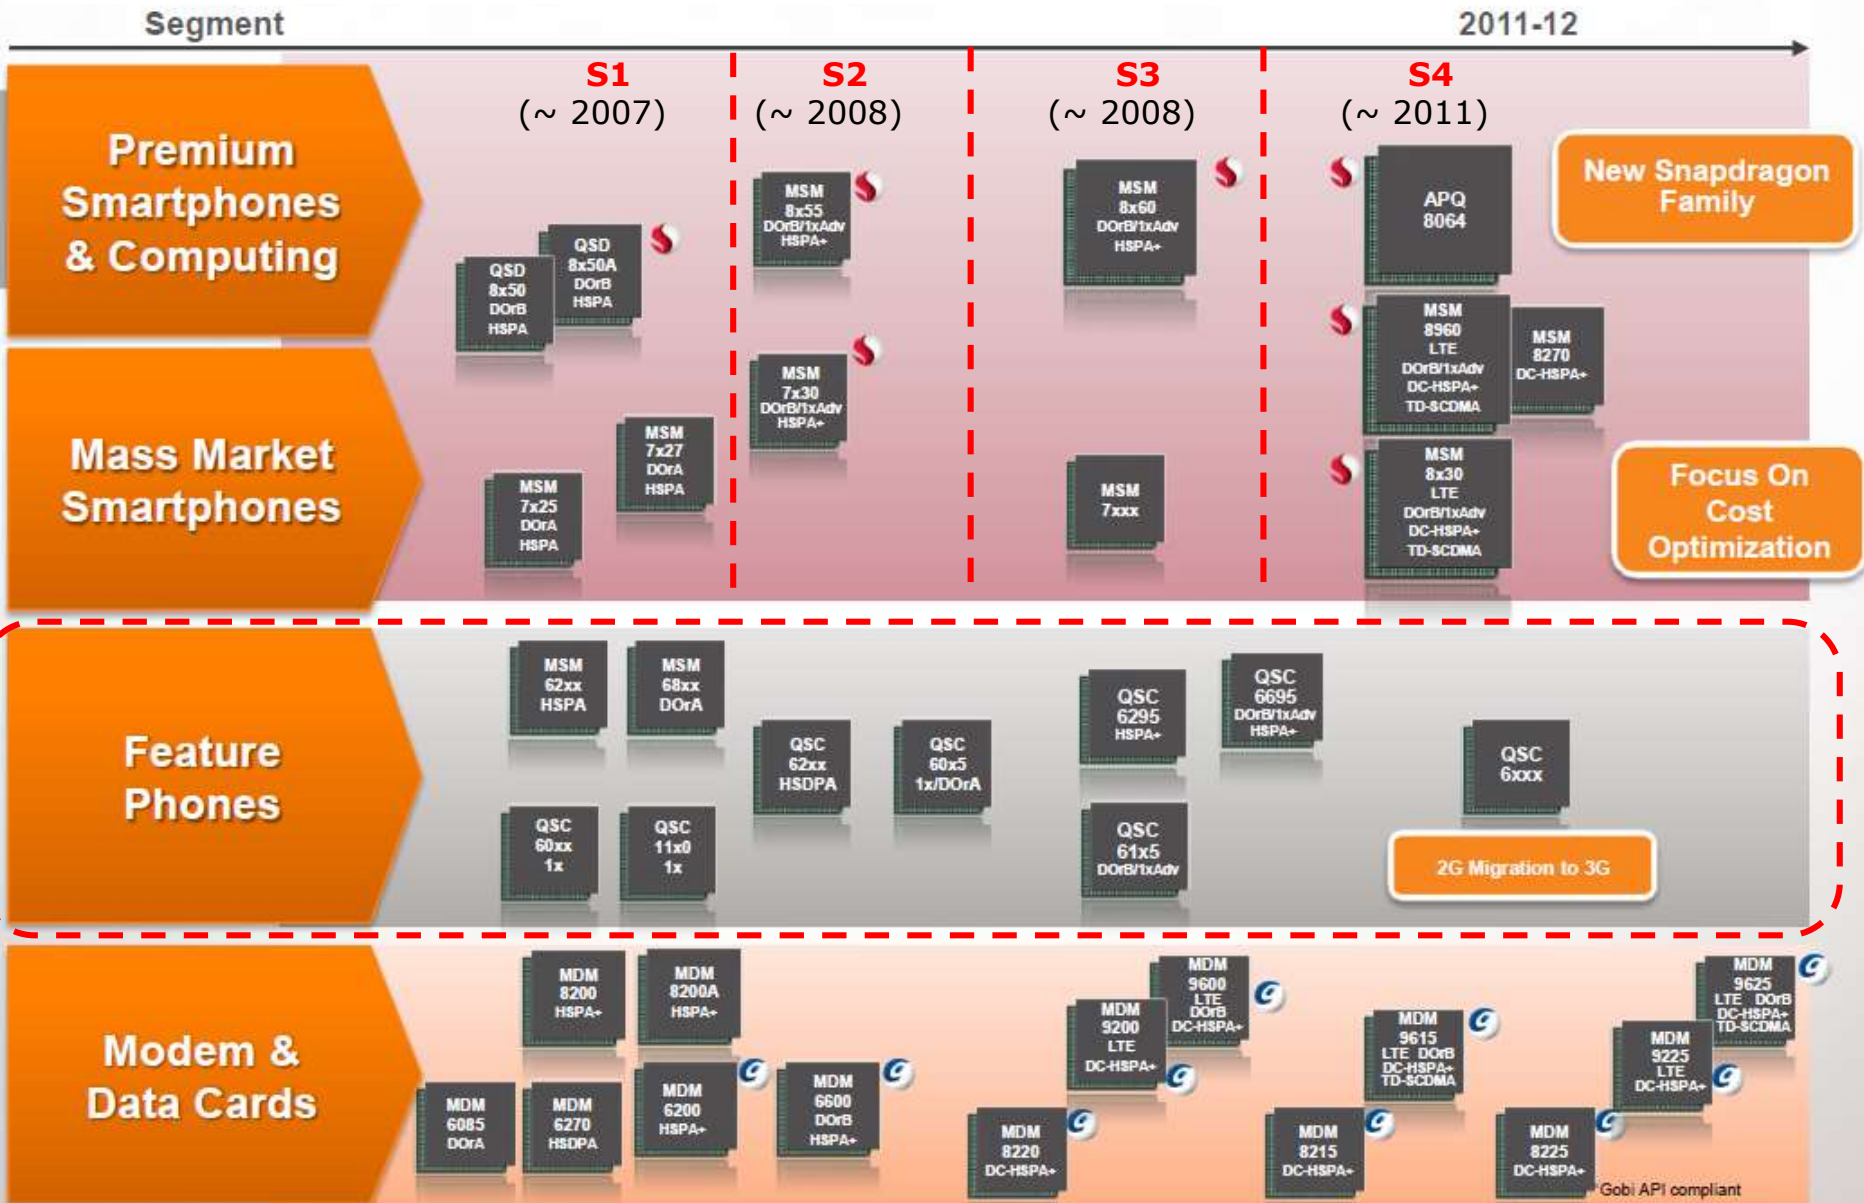 Segment
2011-12
S1
(~ 2007)
S2
(~ 2008)
S3
(~ 2008)
S4
(~ 2011)
Premium
Smartphones
& Computing
QSD
8x50
DOrB
HSPA
QSD
8x50A
DOrB
HSPA
MSM
8x55
DOrB/1xAdv
HSPA+
MSM
8x60
DOrB/1xAdv
HSPA+
APQ
8064
New Snapdragon
Family
MSM
8960
LTE
DOrB/1xAdv
DC-HSPA+
TD-SCDMA
MSM
8270
DC-HSPA+
Mass Market
Smartphones
MSM
7x25
DOrA
HSPA
MSM
7x27
DOrA
HSPA
MSM
7x30
DOrB/1xAdv
HSPA+
MSM
7xxx
MSM
8x30
LTE
DOrB/1xAdv
DC-HSPA+
TD-SCDMA
Focus On
Cost
Optimization
Feature
Phones
MSM
62xx
HSPA
MSM
68xx
DOrA
QSC
60xx
1x
QSC
11x0
1x
QSC
62xx
HSDPA
QSC
60x5
1x/DOrA
QSC
6295
HSPA+
QSC
6695
DOrB/1xAdv
HSPA+
QSC
61x5
DOrB/1xAdv
QSC
6xxx
2G Migration to 3G
Modem &
Data Cards
MDM
8200
HSPA+
MDM
8200A
HSPA+
MDM
6085
DOrA
MDM
6270
HSDPA
MDM
6200
HSPA+
MDM
6600
DOrB
HSPA+
MDM
9600
LTE
DOrB
DC-HSPA+
MDM
9200
LTE
DC-HSPA+
MDM
8220
DC-HSPA+
MDM
9615
LTE DOrB
DC-HSPA+
TD-SCDMA
MDM
8215
DC-HSPA+
MDM
9625
LTE DOrB
DC-HSPA+
TD-SCDMA
MDM
9225
LTE
DC-HSPA+
MDM
8225
DC-HSPA+
*Gobi API compliant